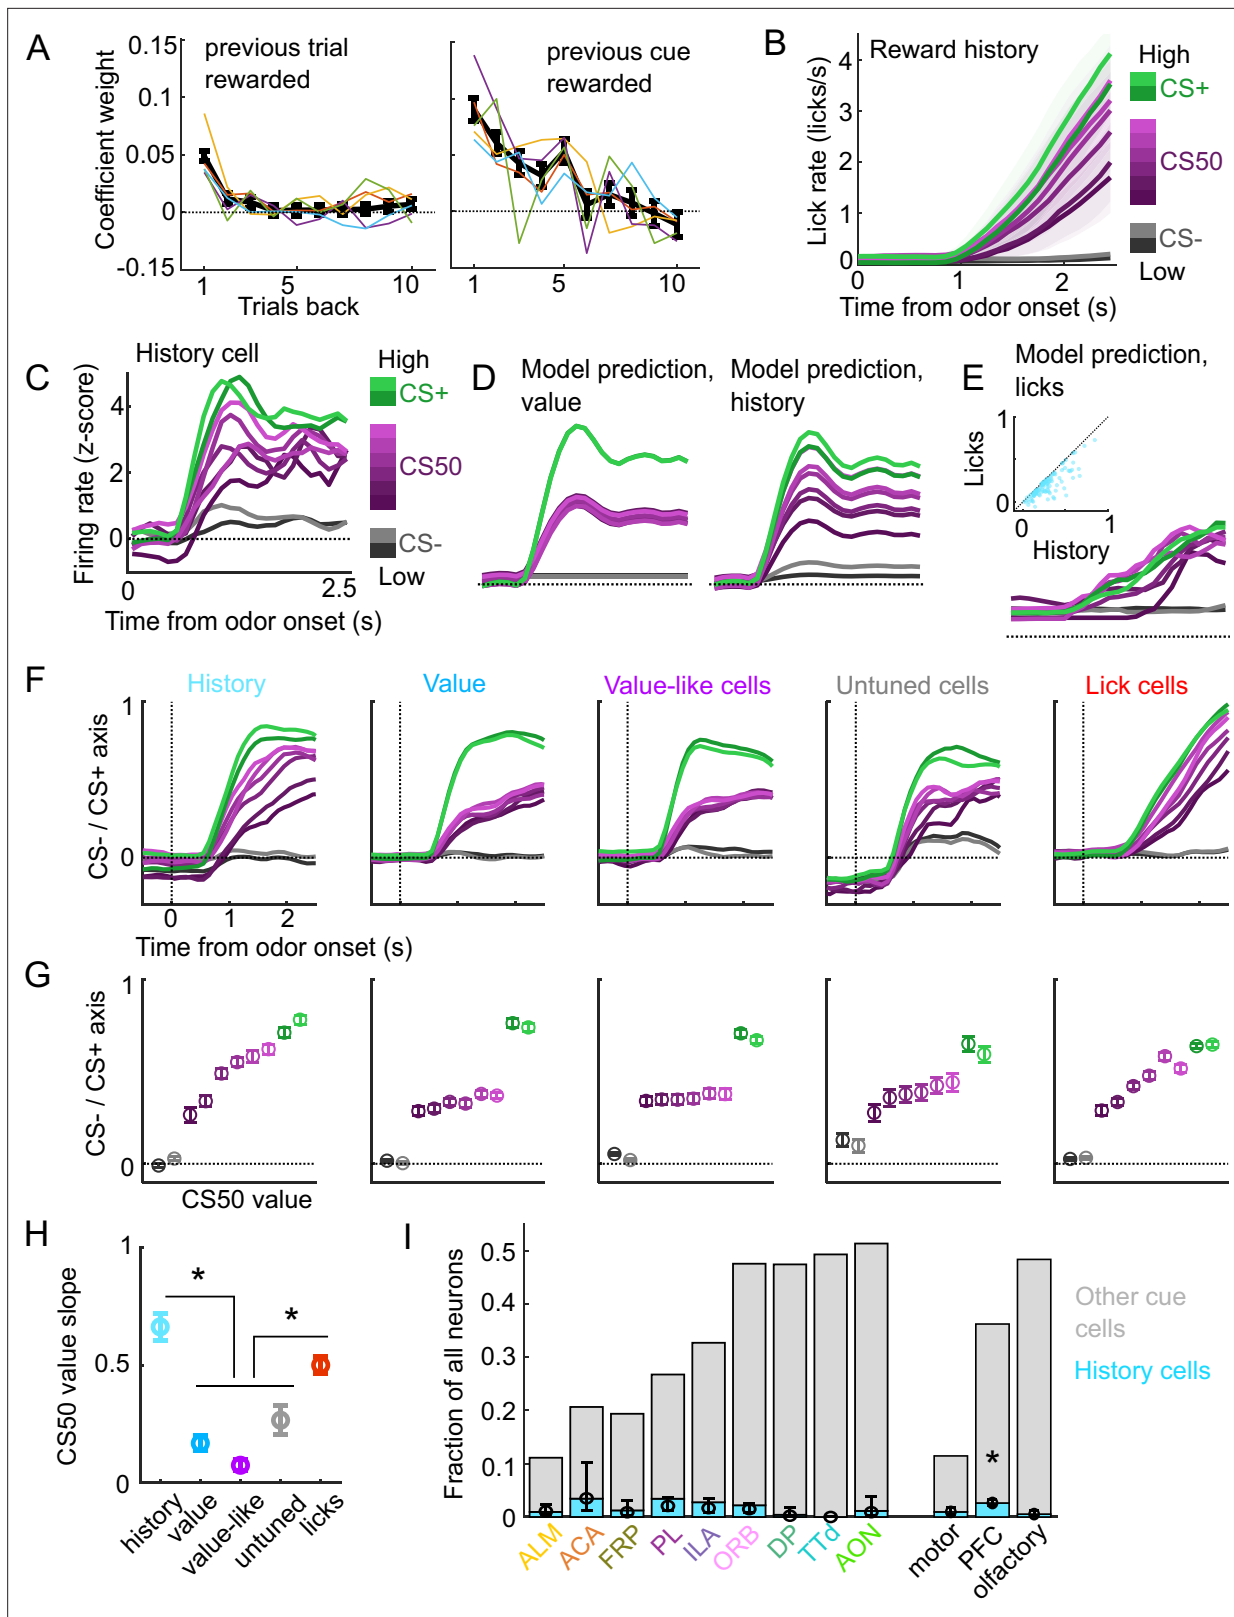 A
0.15
0.1
0.05
0
-0.15
Coefficient weight
previous trial
rewarded
previous cue
rewarded
1
5
10
1
5
10
Trials back
B
Reward history
Lick rate (licks/s)
4
3
2
1
0
0
1
2
Time from odor onset (s)
High
CS+
CS50
CS-
Low
C
History cell
Firing rate (z-score)
4
2
0
0
2.5
Time from odor onset (s)
High
CS+
CS50
CS-
Low
D
Model prediction,
value
Model prediction,
history
E
Model prediction,
licks
1
Licks
0
0
1
History
F
History
Value
Value-like cells
Untuned cells
Lick cells
1
0
CS- / CS+ axis
0
1
2
Time from odor onset (s)
G
1
0
CS- / CS+ axis
CS50 value
H
1
0.5
0
CS50 value slope
*
*
history
value
value-like
untuned
licks
I
0.5
0.4
0.3
0.2
0.1
0
Fraction of all neurons
Other cue
cells
History cells
*
ALM
ACA
FRP
PL
ILA
ORB
DP
TTd
AON
motor
PFC
olfactory